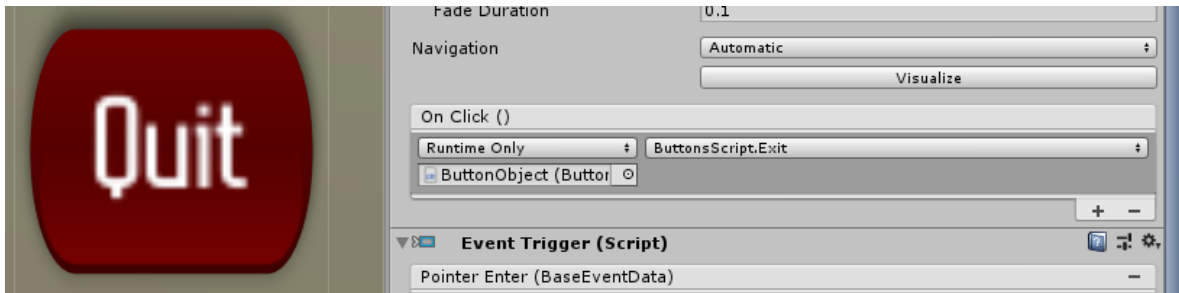 Quit
Fade Duration 0.1
Navigation Automatic
Visualize
On Click ()
Runtime Only ButtonsScript.Exit
ButtonObject (Buttor
+ −
Event Trigger (Script)
Pointer Enter (BaseEventData) −